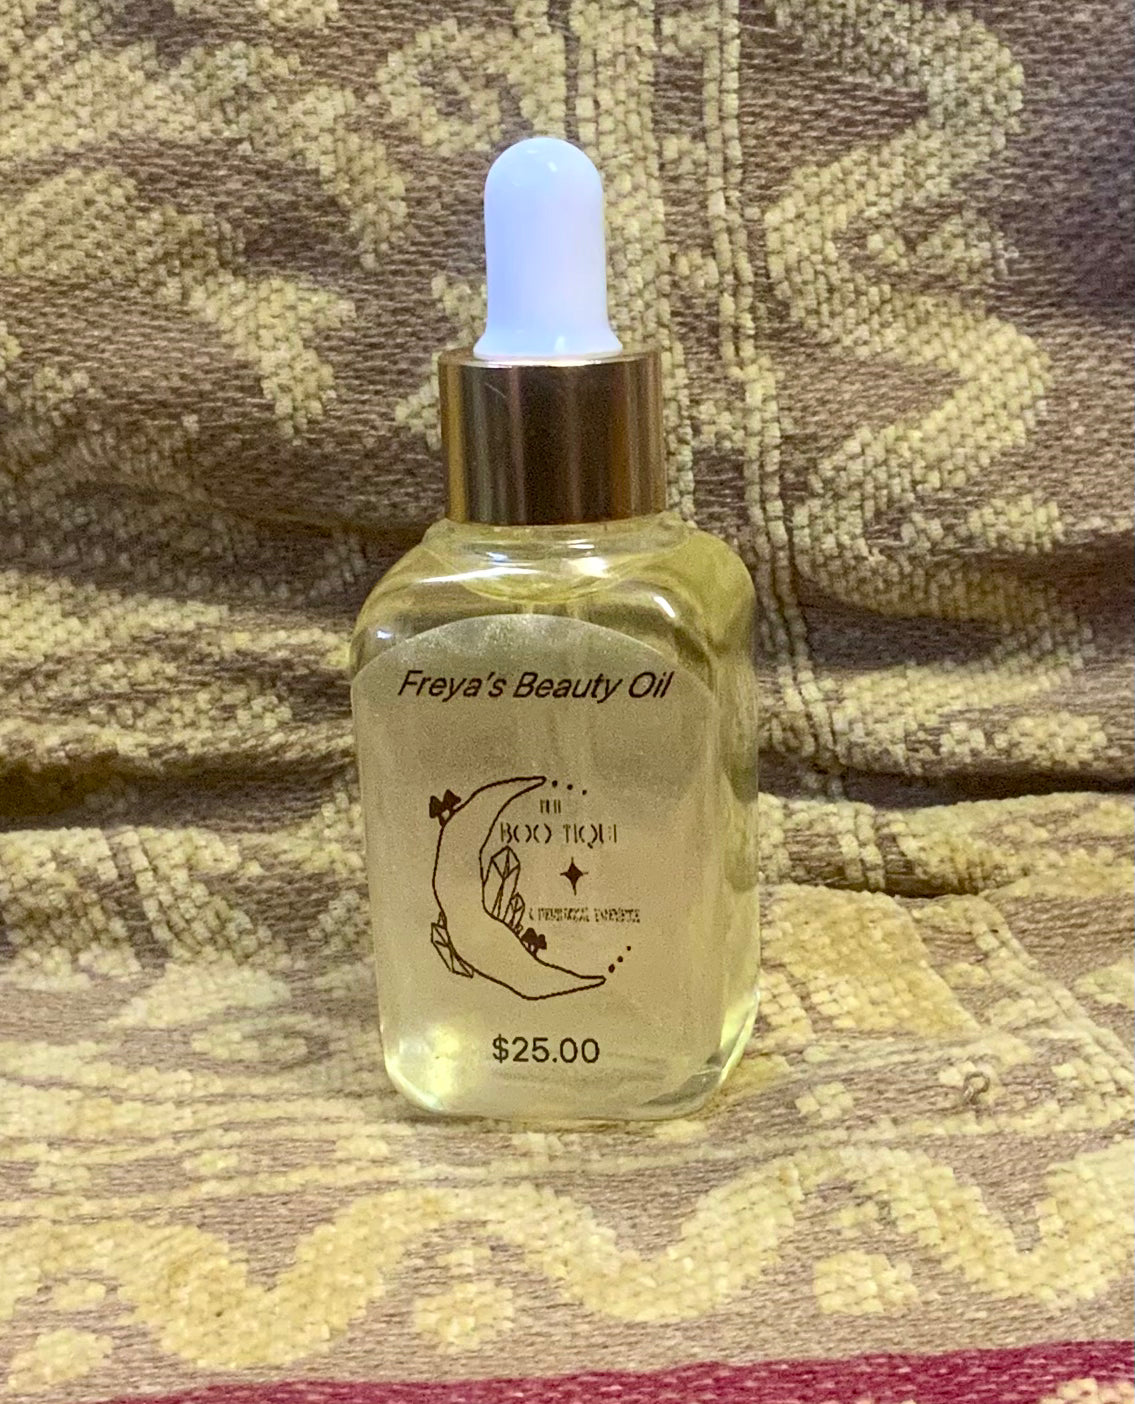 Freya's Beauty Oil
THE
BOO TIQUE
$25.00